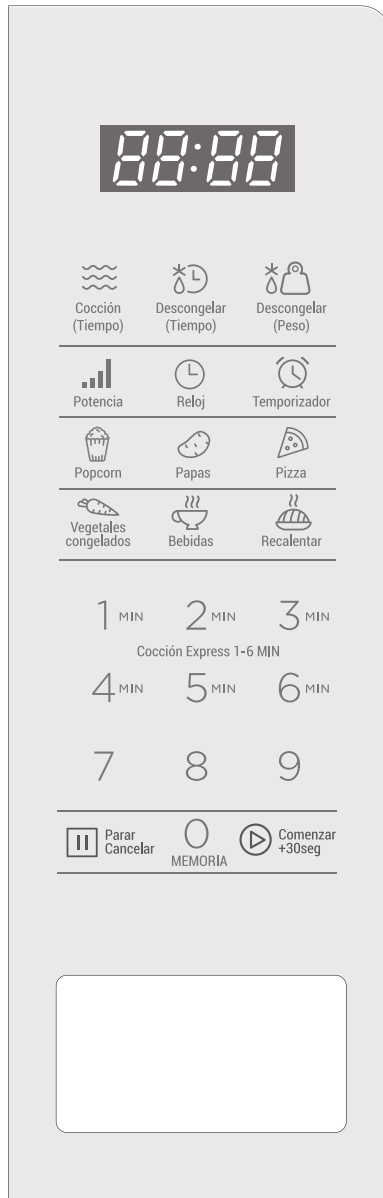 88:88
Cocción Descongelar Descongelar
(Tiempo) (Tiempo) (Peso)
Potencia Reloj Temporizador
Popcorn Papas Pizza
Vegetales
congelados Bebidas Recalentar
1 MIN 2 MIN 3 MIN
Cocción Express 1-6 MIN
4 MIN 5 MIN 6 MIN
7 8 9
Parar
Cancelar
0
MEMORIA
Comenzar
+30seg